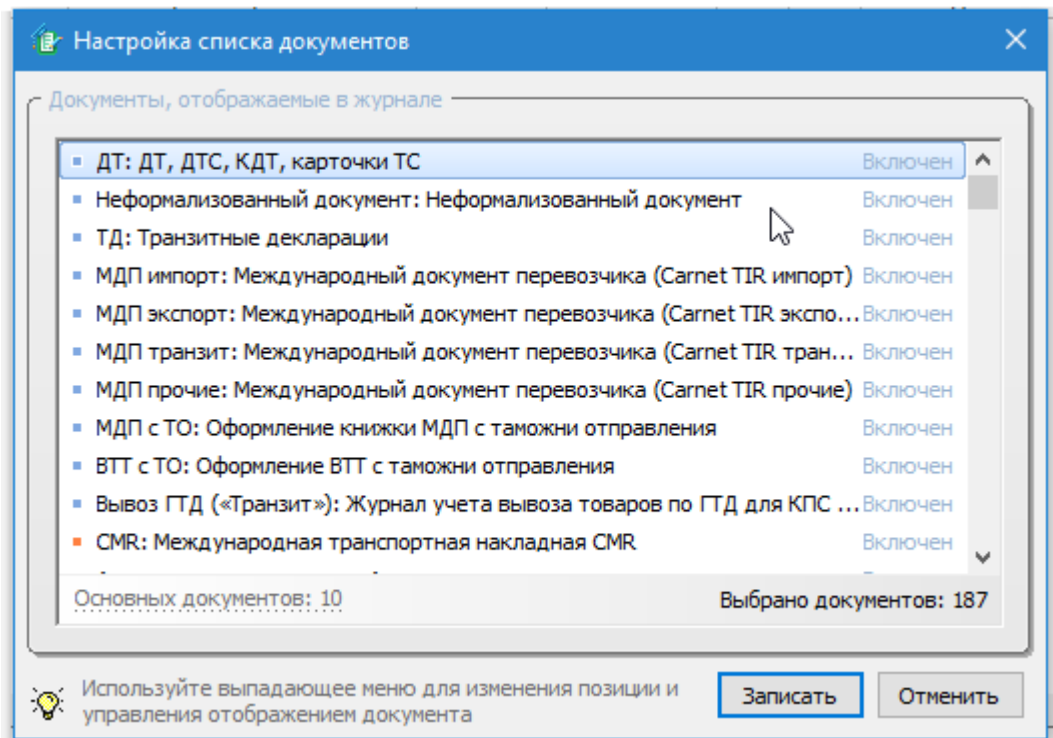 Настройка списка документов
Документы, отображаемые в журнале
ДТ: ДТ, ДТС, КДТ, карточки ТС Включен
Неформализованный документ: Неформализованный документ Включен
ТД: Транзитные декларации Включен
МДП импорт: Международный документ перевозчика (Carnet TIR импорт) Включен
МДП экспорт: Международный документ перевозчика (Carnet TIR экспо... Включен
МДП транзит: Международный документ перевозчика (Carnet TIR тран... Включен
МДП прочие: Международный документ перевозчика (Carnet TIR прочие) Включен
МДП с ТО: Оформление книжки МДП с таможни отправления Включен
ВТТ с ТО: Оформление ВТТ с таможни отправления Включен
Вывоз ГТД («Транзит»): Журнал учета вывоза товаров по ГТД для КПС ... Включен
CMR: Международная транспортная накладная CMR Включен
Основных документов: 10 Выбрано документов: 187
Используйте выпадающее меню для изменения позиции и
управления отображением документа
Записать Отменить